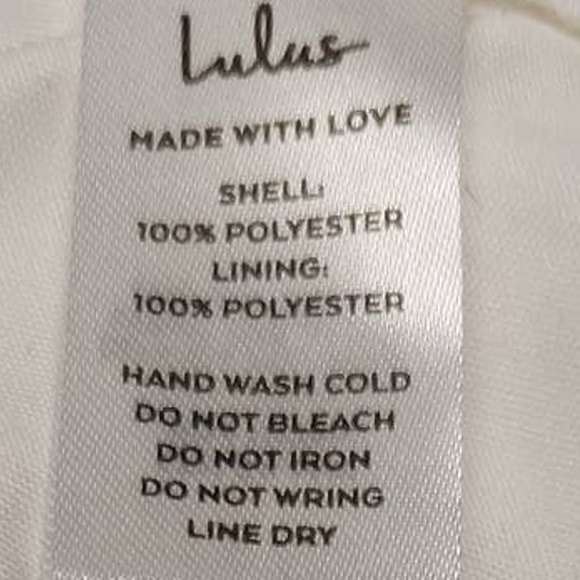 Lulus
MADE WITH LOVE
SHELL:
100% POLYESTER
LINING:
100% POLYESTER
HAND WASH COLD
DO NOT BLEACH
DO NOT IRON
DO NOT WRING
LINE DRY